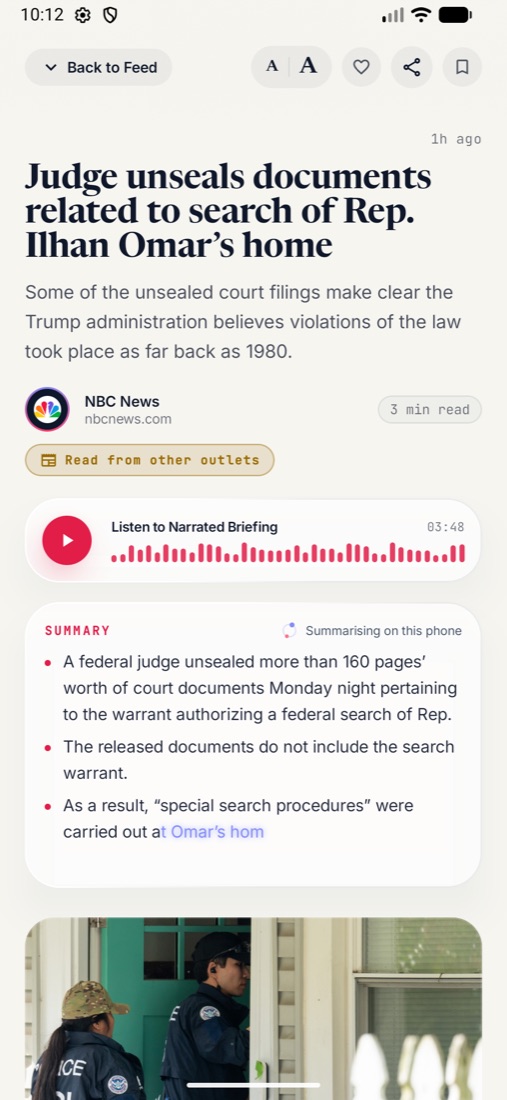 10:12
Back to Feed
A A
1h ago
Judge unseals documents
related to search of Rep.
Ilhan Omar’s home
Some of the unsealed court filings make clear the
Trump administration believes violations of the law
took place as far back as 1980.
NBC News
nbcnews.com
3 min read
Read from other outlets
Listen to Narrated Briefing
03:48
SUMMARY
Summarising on this phone
A federal judge unsealed more than 160 pages’
worth of court documents Monday night pertaining
to the warrant authorizing a federal search of Rep.
The released documents do not include the search
warrant.
As a result, “special search procedures” were
carried out at Omar’s hom
ICE